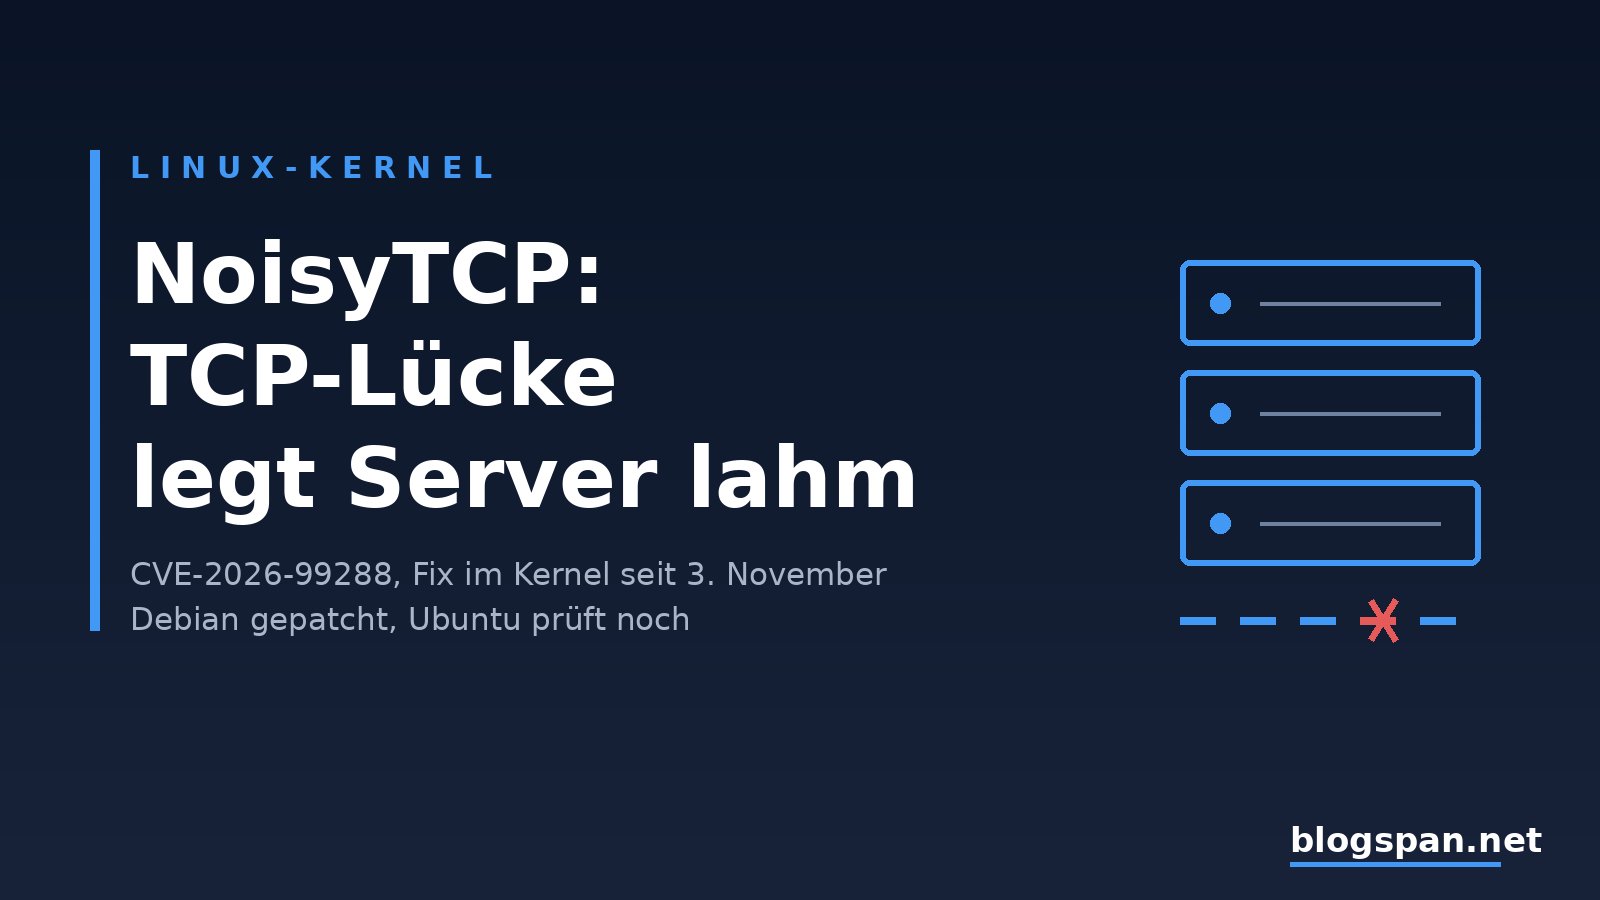 LINUX-KERNEL
NoisyTCP:
TCP-Lücke
legt Server lahm
CVE-2026-99288, Fix im Kernel seit 3. November
Debian gepatcht, Ubuntu prüft noch
blogspan.net